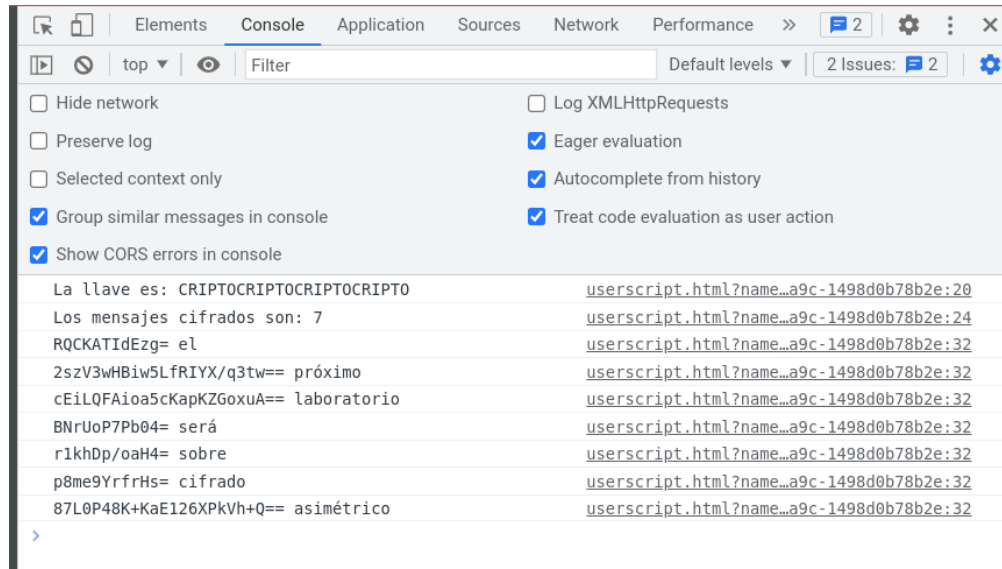 Elements Console Application Sources Network Performance » 2
top ▼ Filter Default levels ▼ 2 Issues: 2
Hide network Log XMLHttpRequests
Preserve log Eager evaluation
Selected context only Autocomplete from history
Group similar messages in console Treat code evaluation as user action
Show CORS errors in console
La llave es: CRIPTOCRIPTOCRIPTOCRIPTO userscript.html?name…a9c-1498d0b78b2e:20
Los mensajes cifrados son: 7 userscript.html?name…a9c-1498d0b78b2e:24
RQCKATIdEzg= el userscript.html?name…a9c-1498d0b78b2e:32
2szV3wHBiw5LfRIYX/q3tw== próximo userscript.html?name…a9c-1498d0b78b2e:32
cEiLQFAioa5cKapKZGoxuA== laboratorio userscript.html?name…a9c-1498d0b78b2e:32
BNrUoP7Pb04= será userscript.html?name…a9c-1498d0b78b2e:32
r1khDp/oaH4= sobre userscript.html?name…a9c-1498d0b78b2e:32
p8me9YrfrHs= cifrado userscript.html?name…a9c-1498d0b78b2e:32
87L0P48K+KaE126XPkVh+Q== asimétrico userscript.html?name…a9c-1498d0b78b2e:32